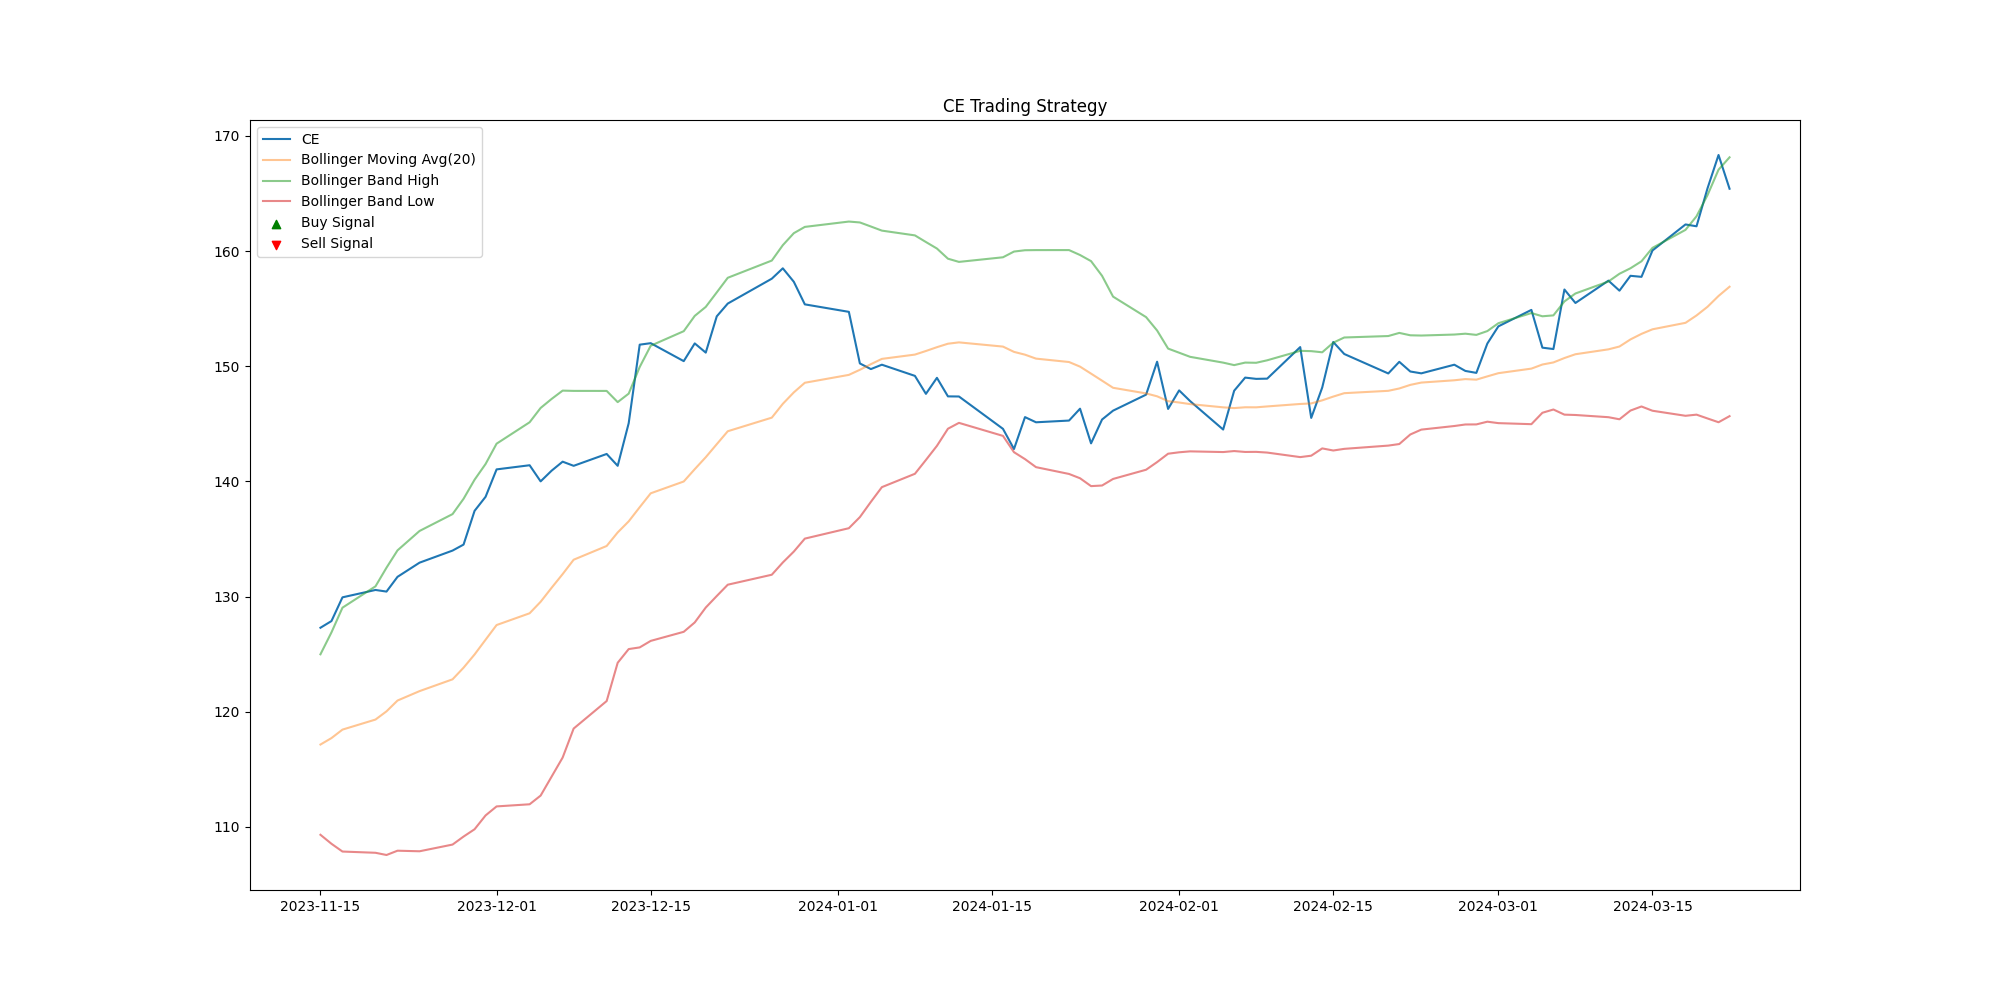 CE Trading Strategy
170
160
150
140
130
120
110
CE
Bollinger Moving Avg(20)
Bollinger Band High
Bollinger Band Low
Buy Signal
Sell Signal
2023-11-15 2023-12-01 2023-12-15 2024-01-01 2024-01-15 2024-02-01 2024-02-15 2024-03-01 2024-03-15